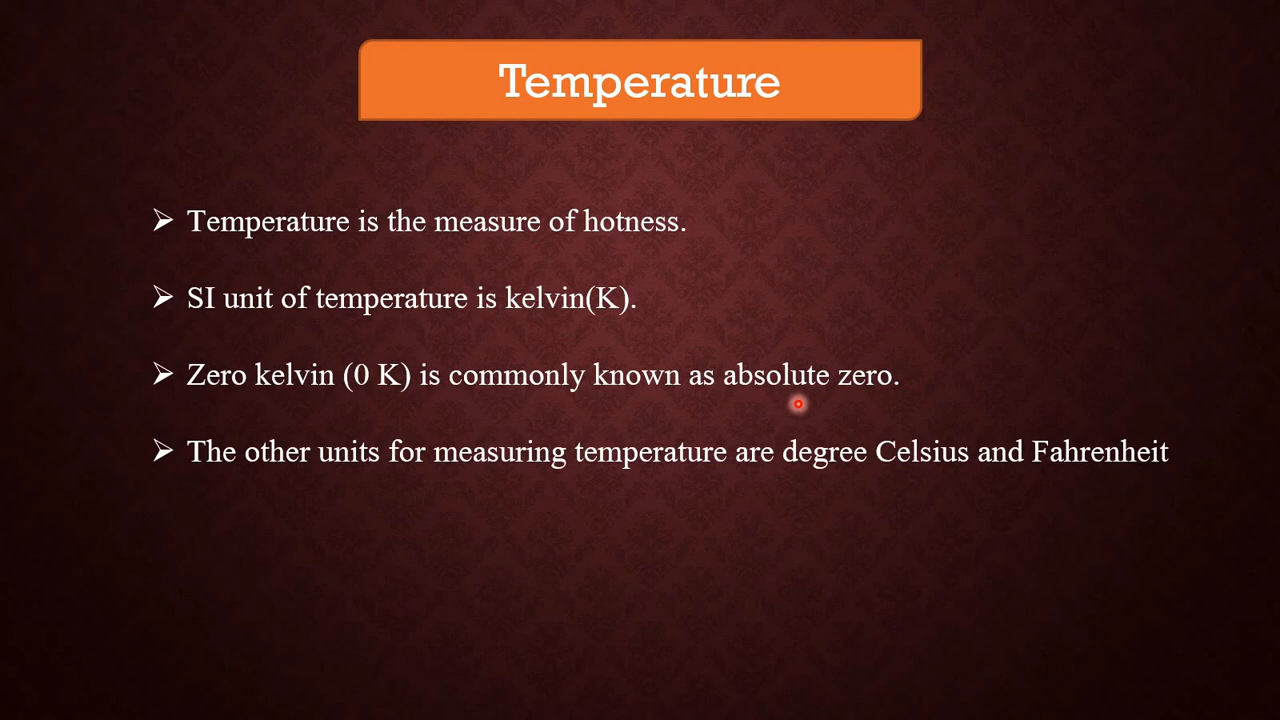 Temperature
Temperature is the measure of hotness.
SI unit of temperature is kelvin(K).
Zero kelvin (0 K) is commonly known as absolute zero.
The other units for measuring temperature are degree Celsius and Fahrenheit